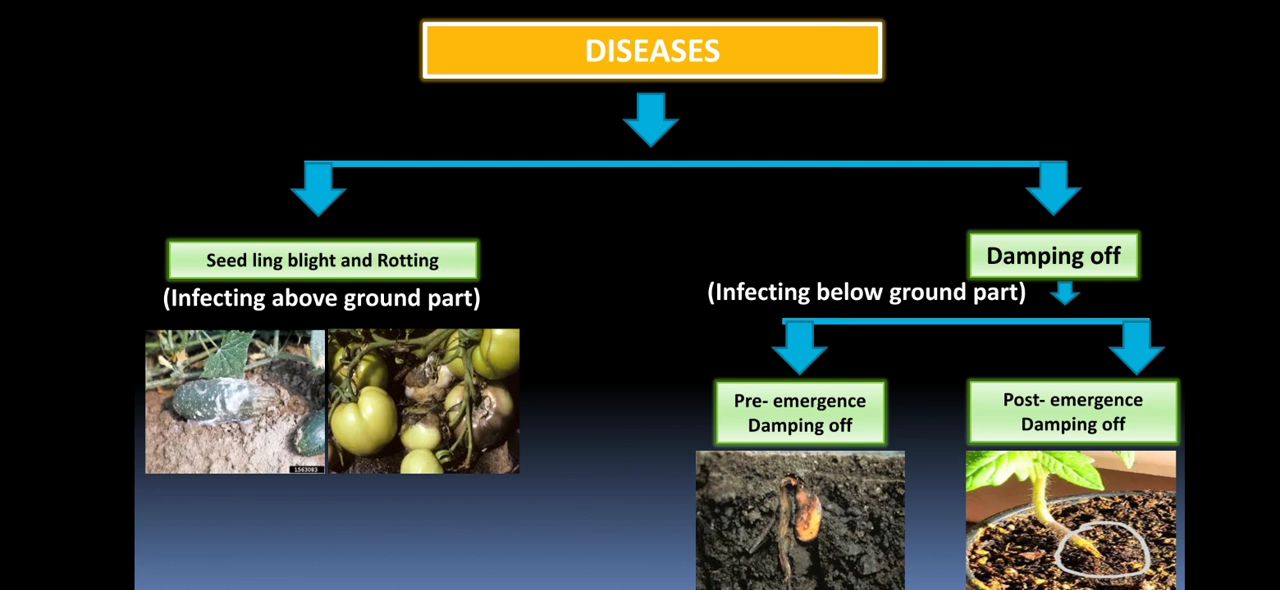 DISEASES
Seed ling blight and Rotting
(Infecting above ground part)
Damping off
(Infecting below ground part)
Pre- emergence
Damping off
Post- emergence
Damping off
1563083